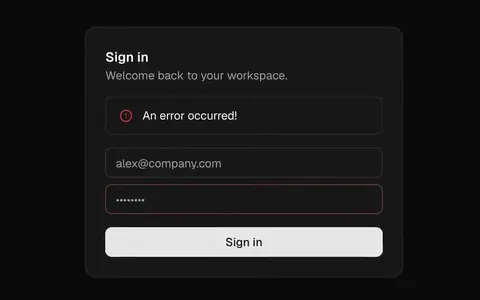 Sign in
Welcome back to your workspace.
An error occurred!
alex@company.com
••••••••
Sign in